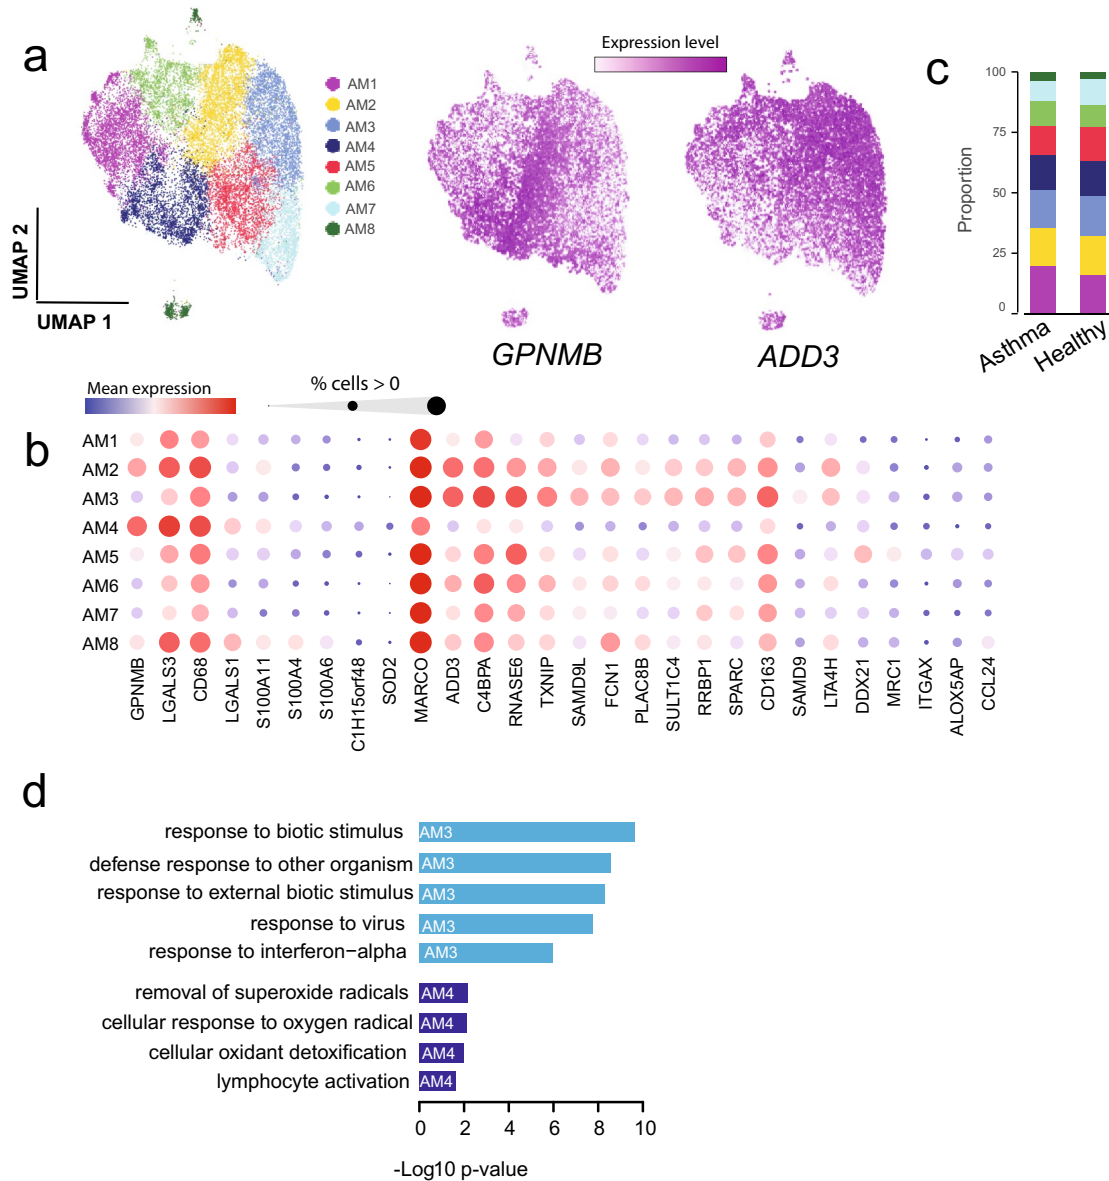 a
AM1
AM2
AM3
AM4
AM5
AM6
AM7
AM8
UMAP 2
UMAP 1
Expression level
GPNMB
ADD3
c
100
75
50
25
0
Proportion
Asthma
Healthy
Mean expression
% cells > 0
b
AM1
AM2
AM3
AM4
AM5
AM6
AM7
AM8
GPNMB
LGALS3
CD68
LGALS1
S100A11
S100A4
S100A6
C1H15orf48
SOD2
MARCO
ADD3
C4BPA
RNASE6
TXNIP
SAMD9L
FCN1
PLAC8B
SULT1C4
RRBP1
SPARC
CD163
SAMD9
LTA4H
DDX21
MRC1
ITGAX
ALOX5AP
CCL24
d
response to biotic stimulus AM3
defense response to other organism AM3
response to external biotic stimulus AM3
response to virus AM3
response to interferon−alpha AM3
removal of superoxide radicals AM4
cellular response to oxygen radical AM4
cellular oxidant detoxification AM4
lymphocyte activation AM4
0 2 4 6 8 10
-Log10 p-value